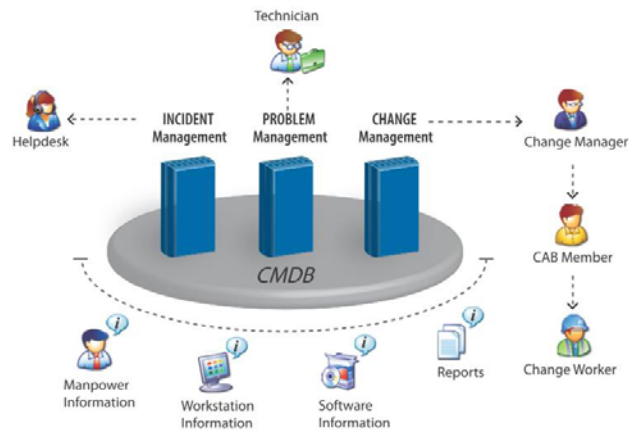 Technician
INCIDENT
Management
PROBLEM
Management
CHANGE
Management
Helpdesk
Change Manager
CAB Member
CMDB
Manpower
Information
Workstation
Information
Software
Information
Reports
Change Worker